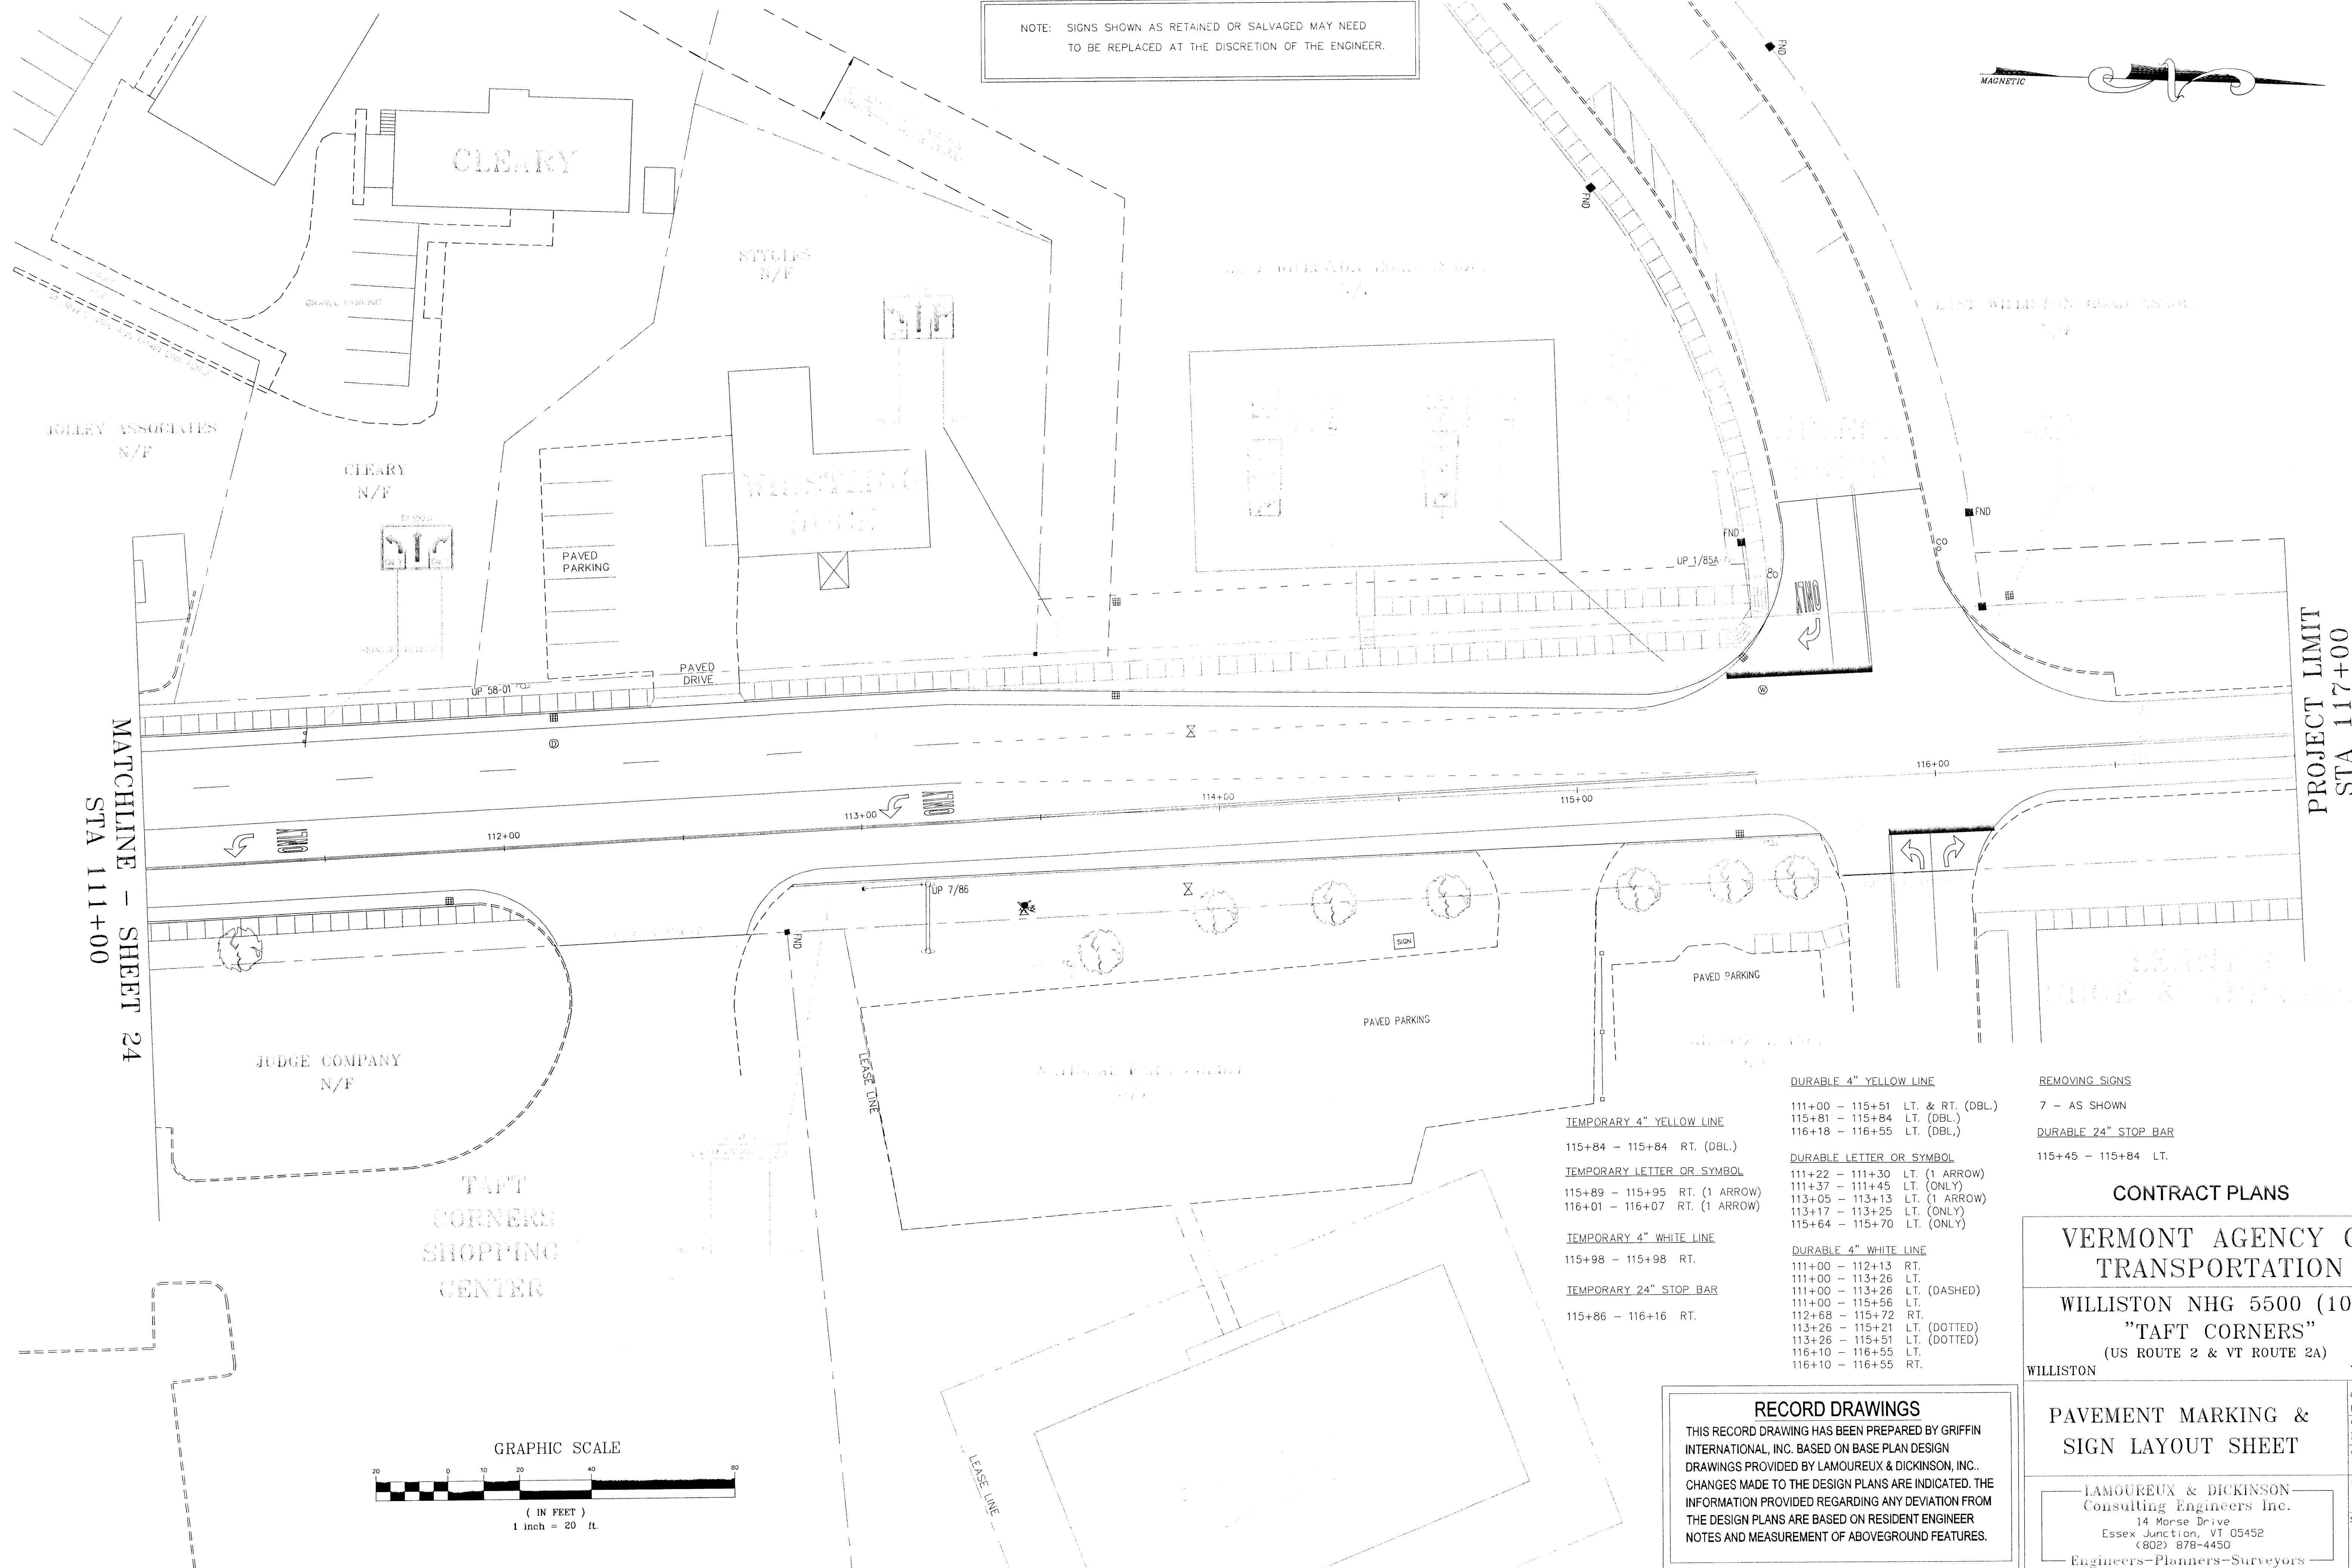 NOTE: SIGNS SHOWN AS RETAINED OR SALVAGED MAY NEED
TO BE REPLACED AT THE DISCRETION OF THE ENGINEER.
MAGNETIC
FND
FND
CLEARY
STYGLES
N/F
GRAVEL PARKING
JOLLEY ASSOCIATES
N/F
CLEARY
N/F
PAVED
PARKING
FND
UP 1/85A
FND
CO
CO
ONLY
PROJECT LIMIT
STA 117+00
PAVED
DRIVE
UP 58-01
W
D
MATCHLINE - SHEET 24
STA 111+00
ONLY
112+00
113+00
ONLY
114+00
115+00
116+00
UP 7/86
FND
SIGN
PAVED PARKING
PAVED PARKING
LEASE LINE
JUDGE COMPANY
N/F
TAFT
CORNERS
SHOPPING
CENTER
LEASE LINE
TEMPORARY 4" YELLOW LINE
115+84 - 115+84 RT. (DBL.)
TEMPORARY LETTER OR SYMBOL
115+89 - 115+95 RT. (1 ARROW)
116+01 - 116+07 RT. (1 ARROW)
TEMPORARY 4" WHITE LINE
115+98 - 115+98 RT.
TEMPORARY 24" STOP BAR
115+86 - 116+16 RT.
DURABLE 4" YELLOW LINE
111+00 - 115+51 LT. & RT. (DBL.)
115+81 - 115+84 LT. (DBL.)
116+18 - 116+55 LT. (DBL,)
DURABLE LETTER OR SYMBOL
111+22 - 111+30 LT. (1 ARROW)
111+37 - 111+45 LT. (ONLY)
113+05 - 113+13 LT. (1 ARROW)
113+17 - 113+25 LT. (ONLY)
115+64 - 115+70 LT. (ONLY)
DURABLE 4" WHITE LINE
111+00 - 112+13 RT.
111+00 - 113+26 LT.
111+00 - 113+26 LT. (DASHED)
111+00 - 115+56 LT.
112+68 - 115+72 RT.
113+26 - 115+21 LT. (DOTTED)
113+26 - 115+51 LT. (DOTTED)
116+10 - 116+55 LT.
116+10 - 116+55 RT.
REMOVING SIGNS
7 - AS SHOWN
DURABLE 24" STOP BAR
115+45 - 115+84 LT.
CONTRACT PLANS
VERMONT AGENCY
TRANSPORTATION
WILLISTON NHG 5500 (10
"TAFT CORNERS"
(US ROUTE 2 & VT ROUTE 2A)
WILLISTON
PAVEMENT MARKING &
SIGN LAYOUT SHEET
LAMOUREUX & DICKINSON
Consulting Engineers Inc.
14 Morse Drive
Essex Junction, VT 05452
(802) 878-4450
Engineers-Planners-Surveyors
RECORD DRAWINGS
THIS RECORD DRAWING HAS BEEN PREPARED BY GRIFFIN
INTERNATIONAL, INC. BASED ON BASE PLAN DESIGN
DRAWINGS PROVIDED BY LAMOUREUX & DICKINSON, INC..
CHANGES MADE TO THE DESIGN PLANS ARE INDICATED. THE
INFORMATION PROVIDED REGARDING ANY DEVIATION FROM
THE DESIGN PLANS ARE BASED ON RESIDENT ENGINEER
NOTES AND MEASUREMENT OF ABOVEGROUND FEATURES.
GRAPHIC SCALE
20 0 10 20 40 80
( IN FEET )
1 inch = 20 ft.